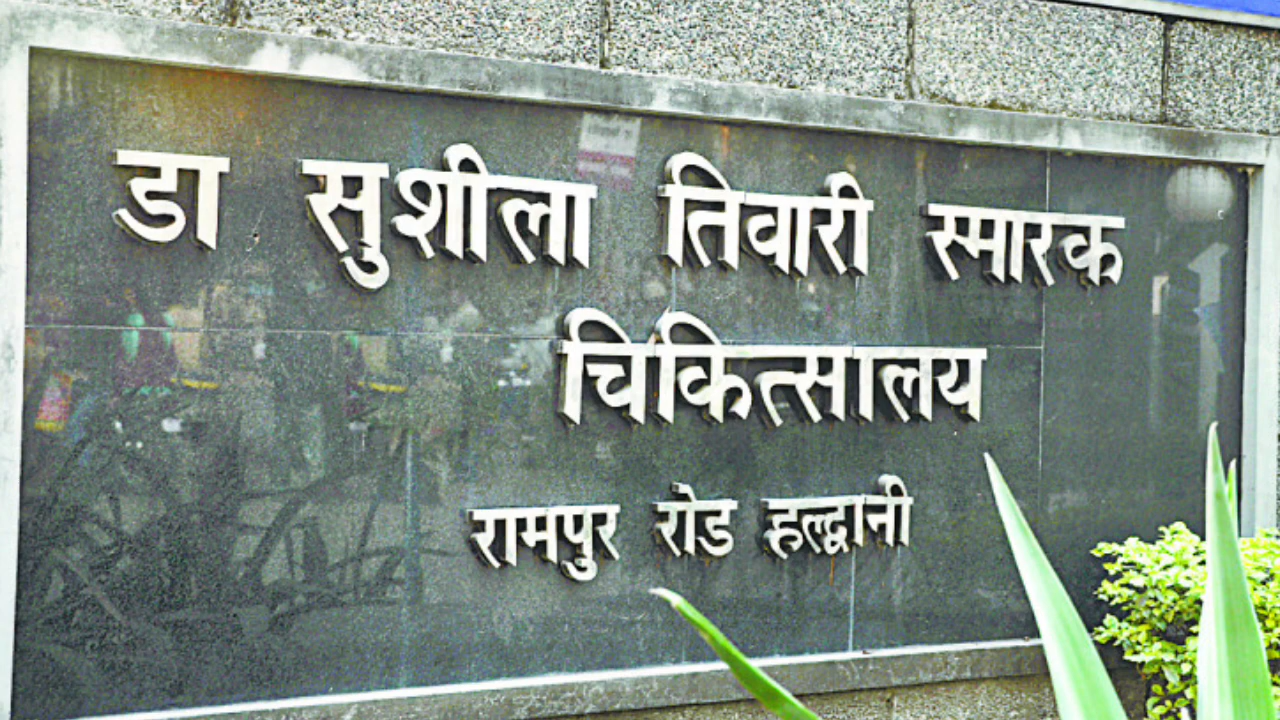 डा सुशीला तिवारी स्मारक
चिकित्सालय
रामपुर रोड हल्द्वानी